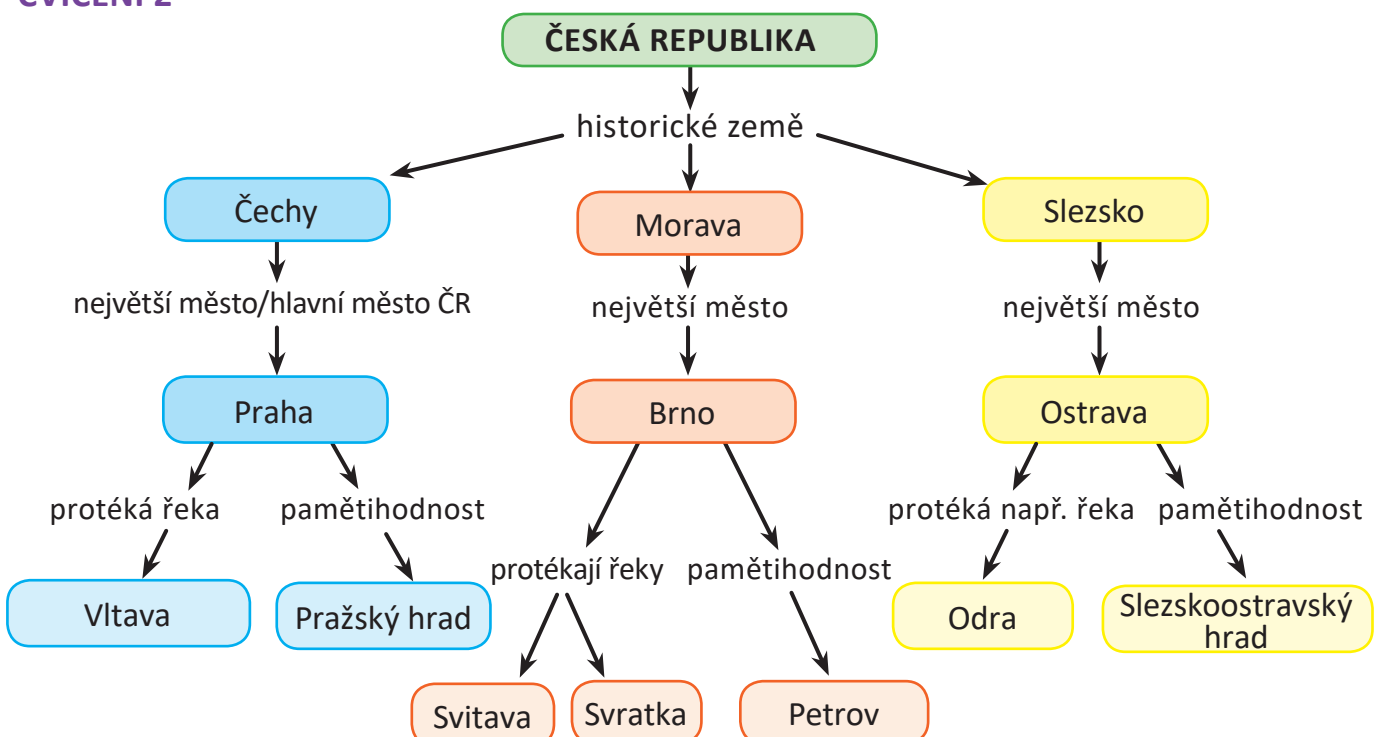 CVIČENÍ 2
ČESKÁ REPUBLIKA
historické země
Čechy
Morava
Slezsko
největší město/hlavní město ČR
největší město
největší město
Praha
Brno
Ostrava
protéká řeka
pamětihodnost
protéká např. řeka
pamětihodnost
protékají řeky
pamětihodnost
Vltava
Pražský hrad
Odra
Slezskoostravský
hrad
Svitava
Svratka
Petrov